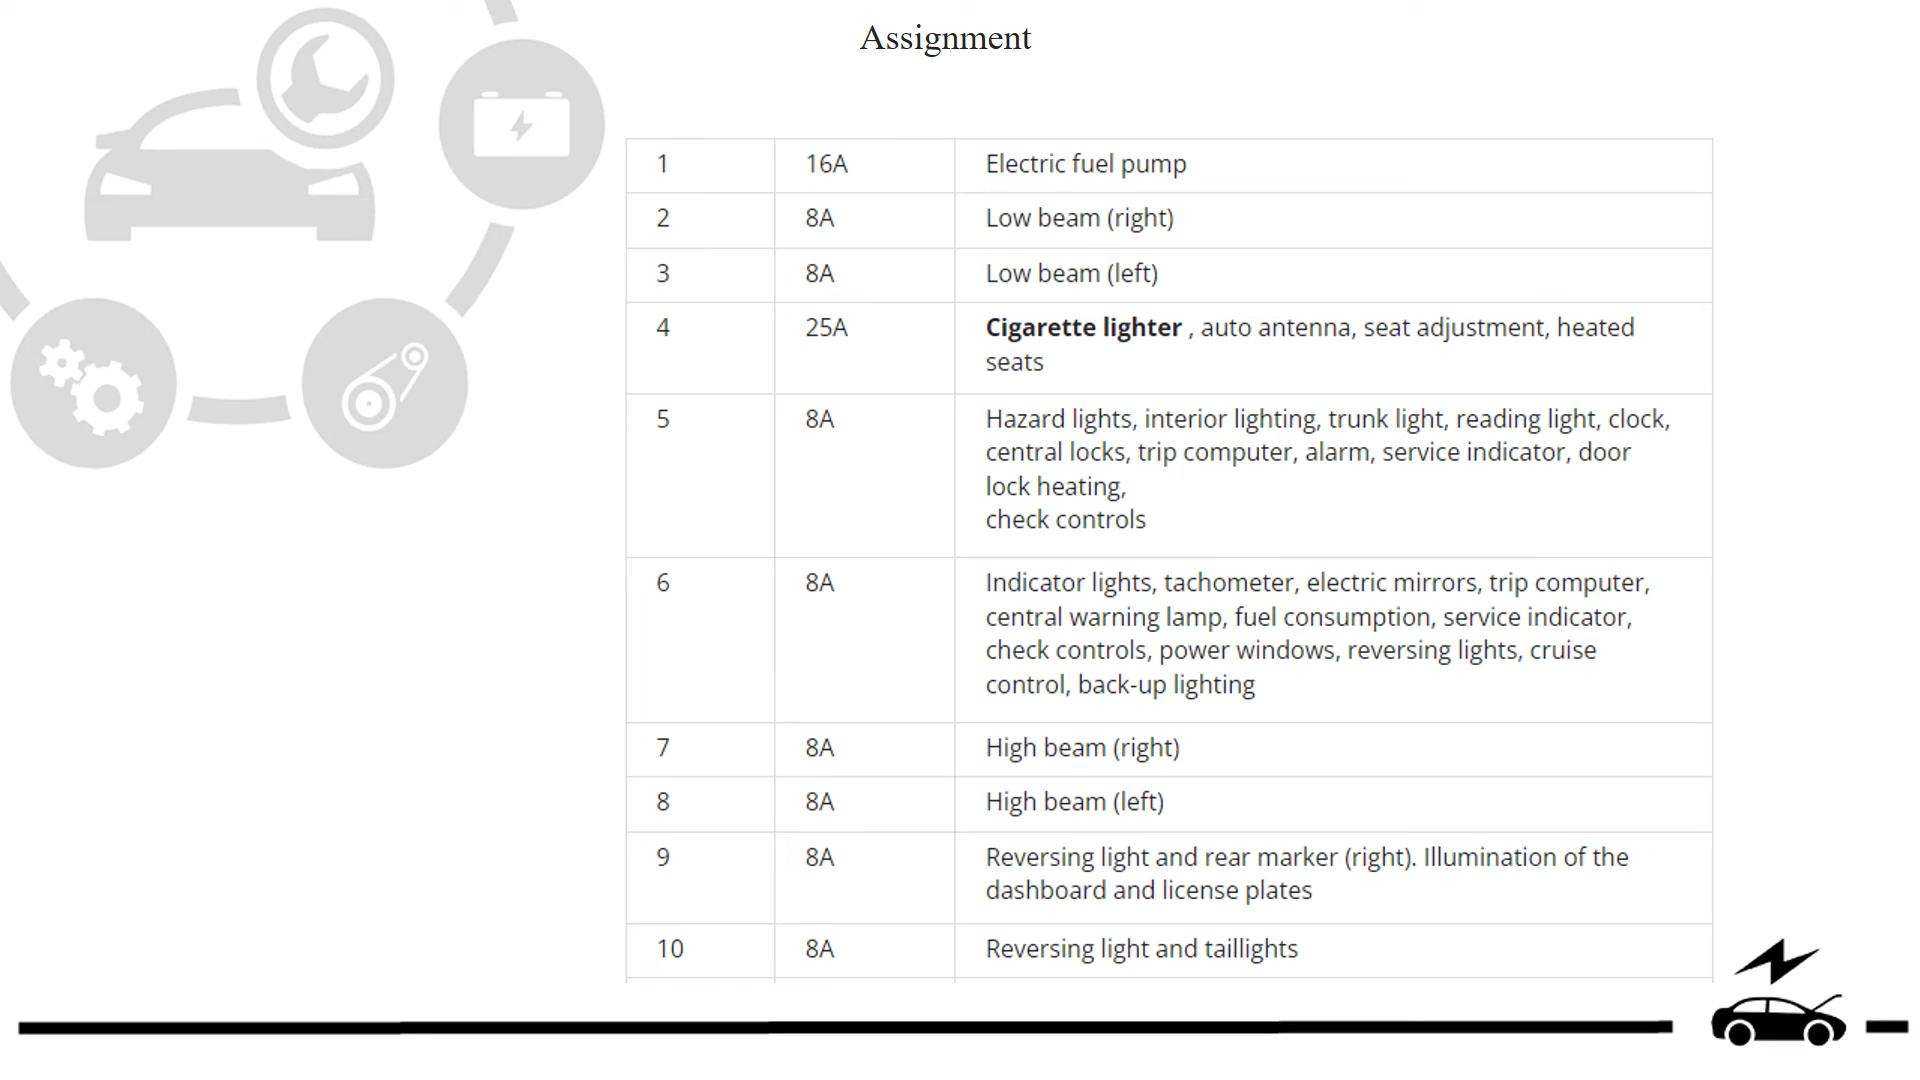 Assignment
1 16A Electric fuel pump
2 8A Low beam (right)
3 8A Low beam (left)
4 25A Cigarette lighter , auto antenna, seat adjustment, heated
seats
5 8A Hazard lights, interior lighting, trunk light, reading light, clock,
central locks, trip computer, alarm, service indicator, door
lock heating,
check controls
6 8A Indicator lights, tachometer, electric mirrors, trip computer,
central warning lamp, fuel consumption, service indicator,
check controls, power windows, reversing lights, cruise
control, back-up lighting
7 8A High beam (right)
8 8A High beam (left)
9 8A Reversing light and rear marker (right). Illumination of the
dashboard and license plates
10 8A Reversing light and taillights